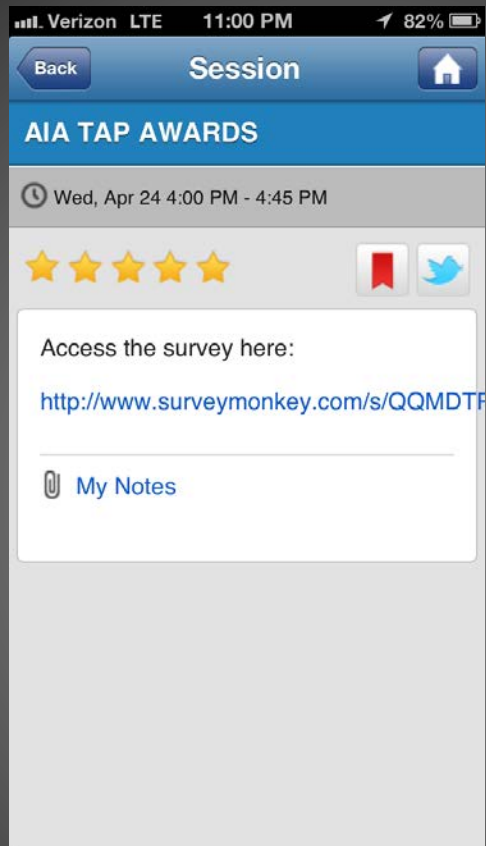 Verizon LTE 11:00 PM 82%
Back Session
AIA TAP AWARDS
Wed, Apr 24 4:00 PM - 4:45 PM
Access the survey here:
http://www.surveymonkey.com/s/QQMDTF
My Notes